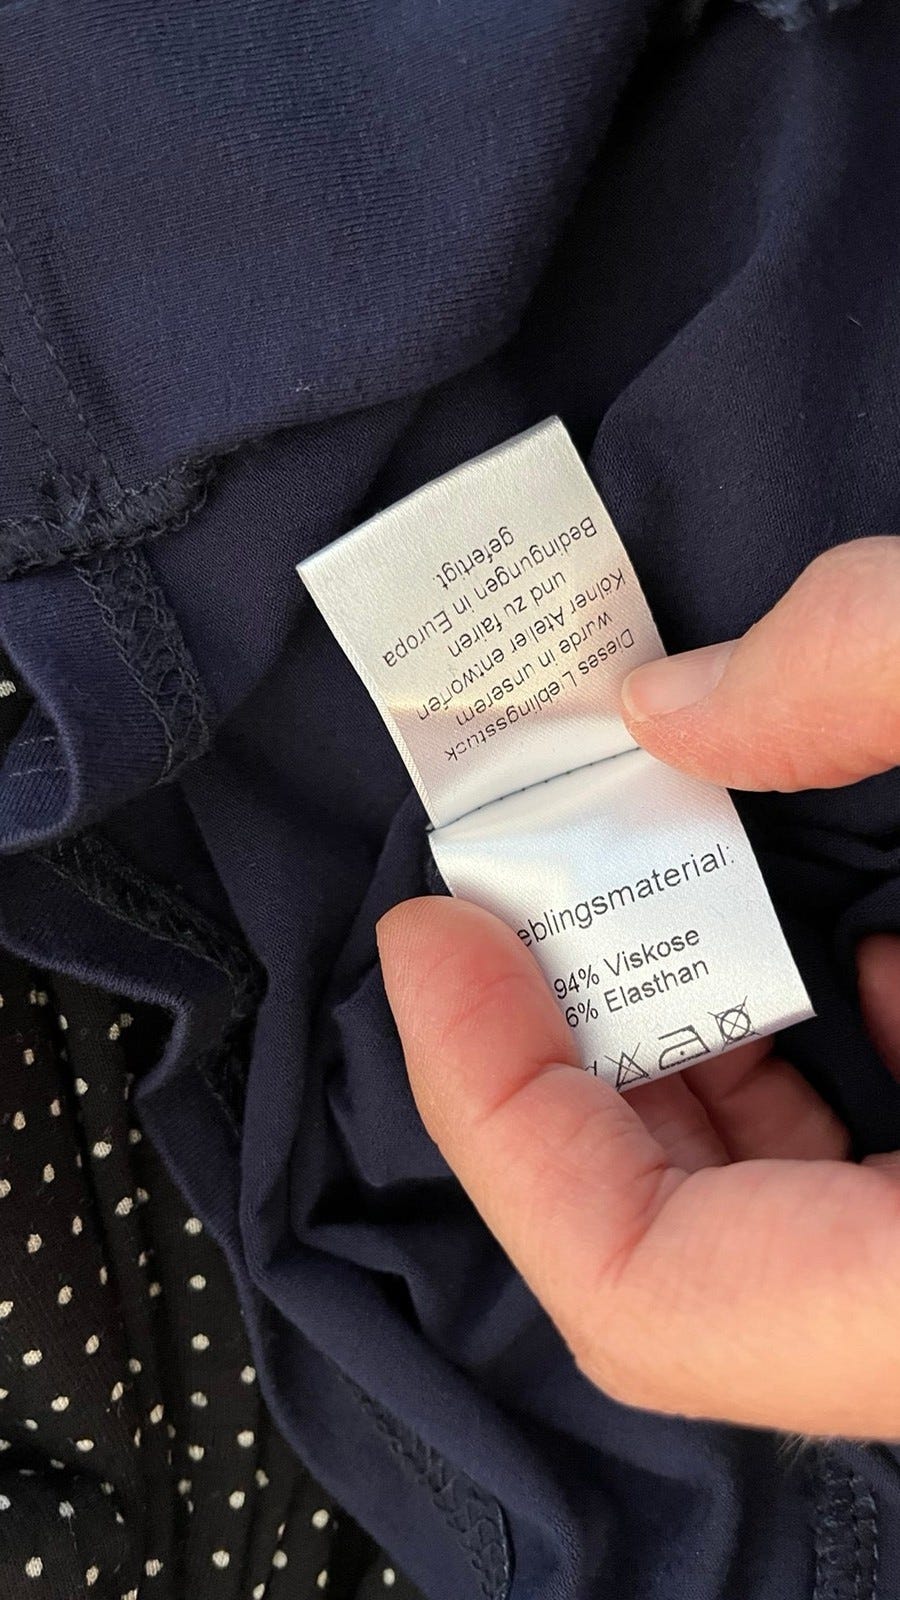 Dieses Lieblingsstück
wurde in unserem
Kölner Atelier entworfen
und zu fairen
Bedingungen in Europa
gefertigt.
eblingsmaterial:
94% Viskose
6% Elasthan